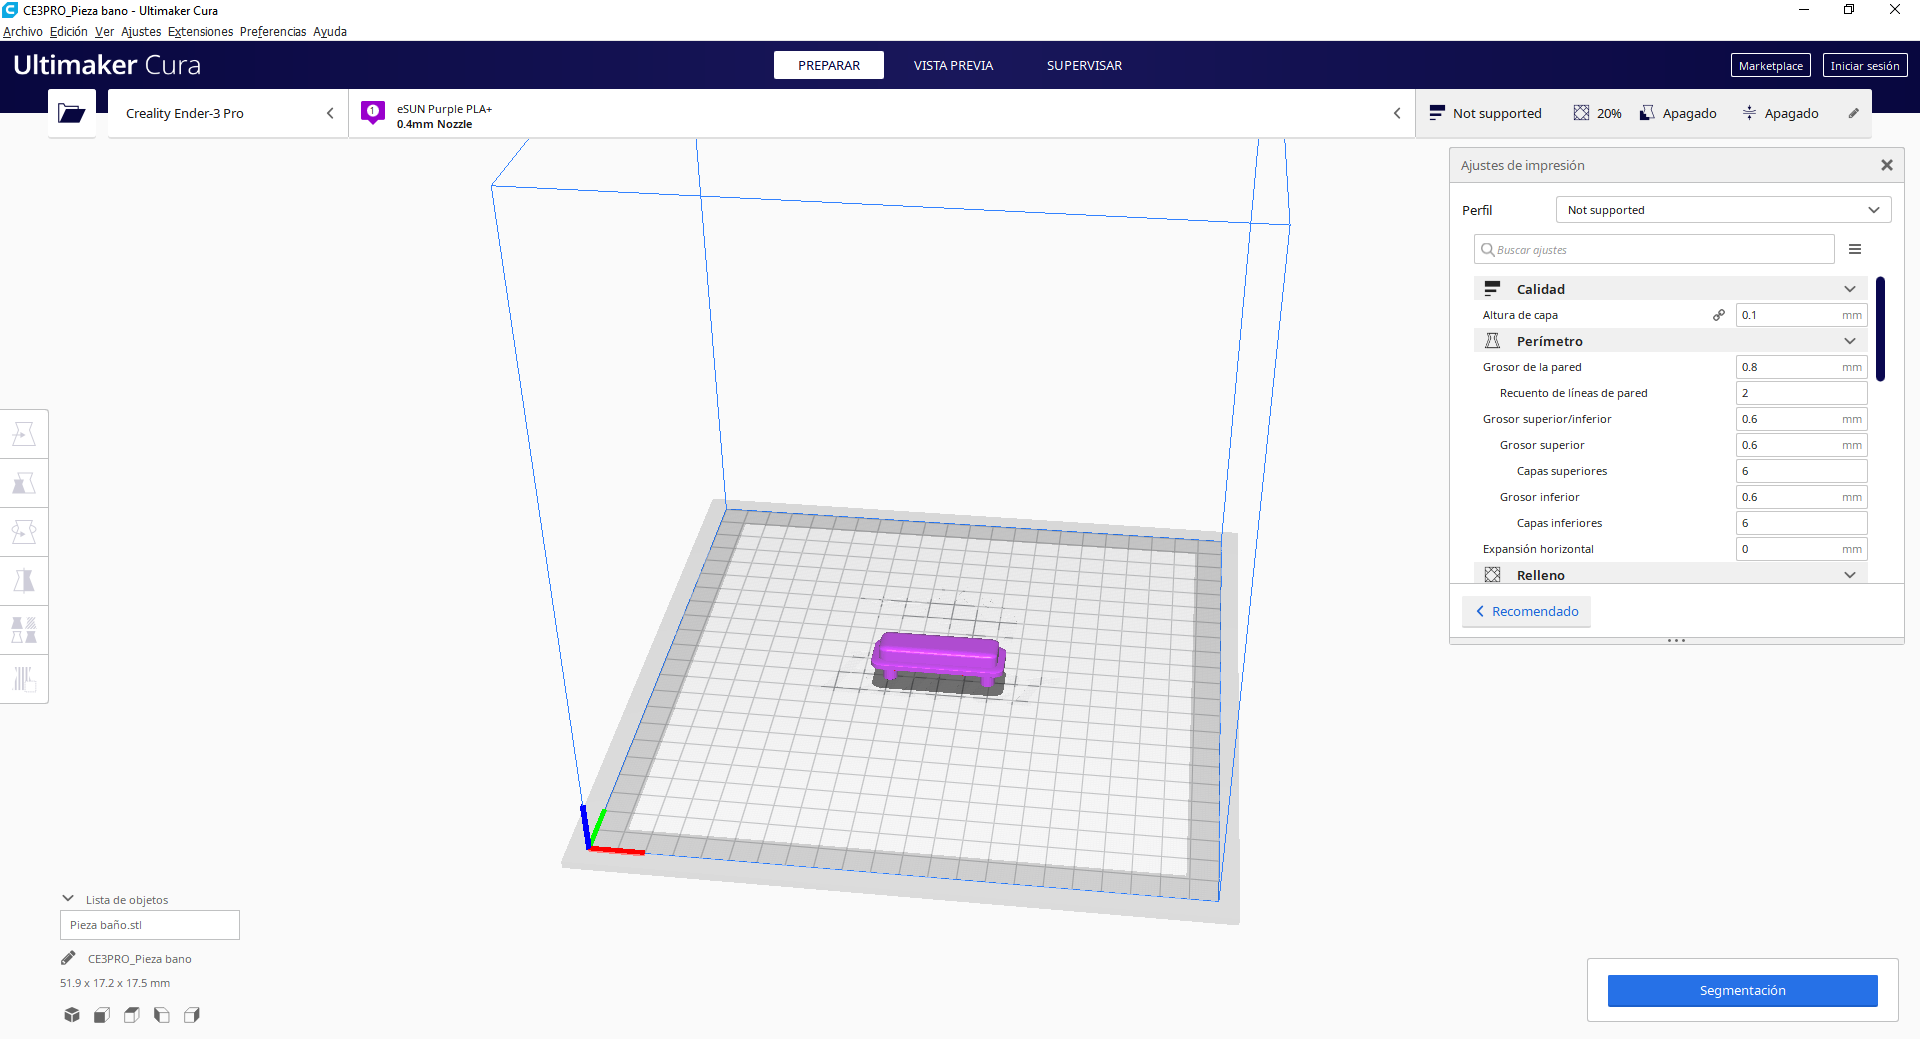 CE3PRO_Pieza bano - Ultimaker Cura
Archivo Edición Ver Ajustes Extensiones Preferencias Ayuda
Ultimaker Cura
PREPARAR VISTA PREVIA SUPERVISAR
Marketplace Iniciar sesión
Creality Ender-3 Pro
1
eSUN Purple PLA+
0.4mm Nozzle
Not supported 20% Apagado Apagado
Ajustes de impresión
Perfil Not supported
Buscar ajustes
Calidad
Altura de capa 0.1 mm
Perímetro
Grosor de la pared 0.8 mm
Recuento de líneas de pared 2
Grosor superior/inferior 0.6 mm
Grosor superior 0.6 mm
Capas superiores 6
Grosor inferior 0.6 mm
Capas inferiores 6
Expansión horizontal 0 mm
Relleno
Recomendado
Lista de objetos
Pieza baño.stl
CE3PRO_Pieza bano
51.9 x 17.2 x 17.5 mm
Segmentación